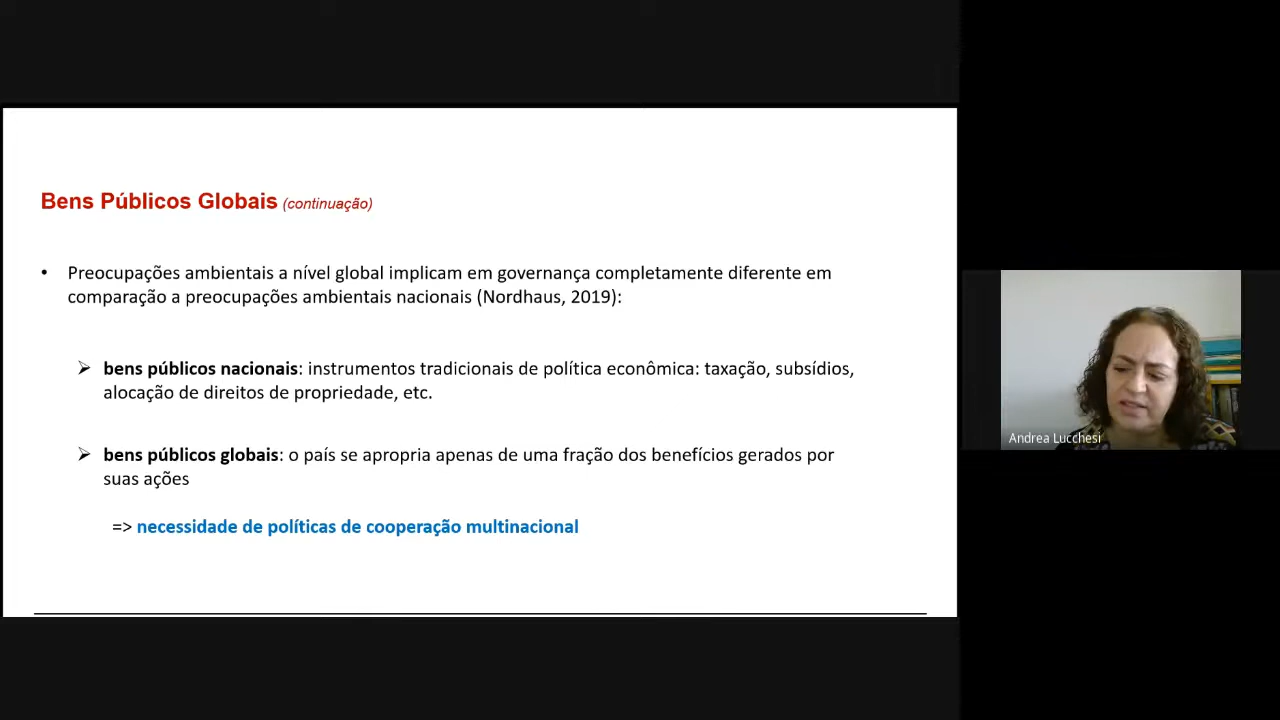 Bens Públicos Globais (continuação)
• Preocupações ambientais a nível global implicam em governança completamente diferente em
comparação a preocupações ambientais nacionais (Nordhaus, 2019):
➢ bens públicos nacionais: instrumentos tradicionais de política econômica: taxação, subsídios,
alocação de direitos de propriedade, etc.
➢ bens públicos globais: o país se apropria apenas de uma fração dos benefícios gerados por
suas ações
=> necessidade de políticas de cooperação multinacional
Andrea Lucchesi